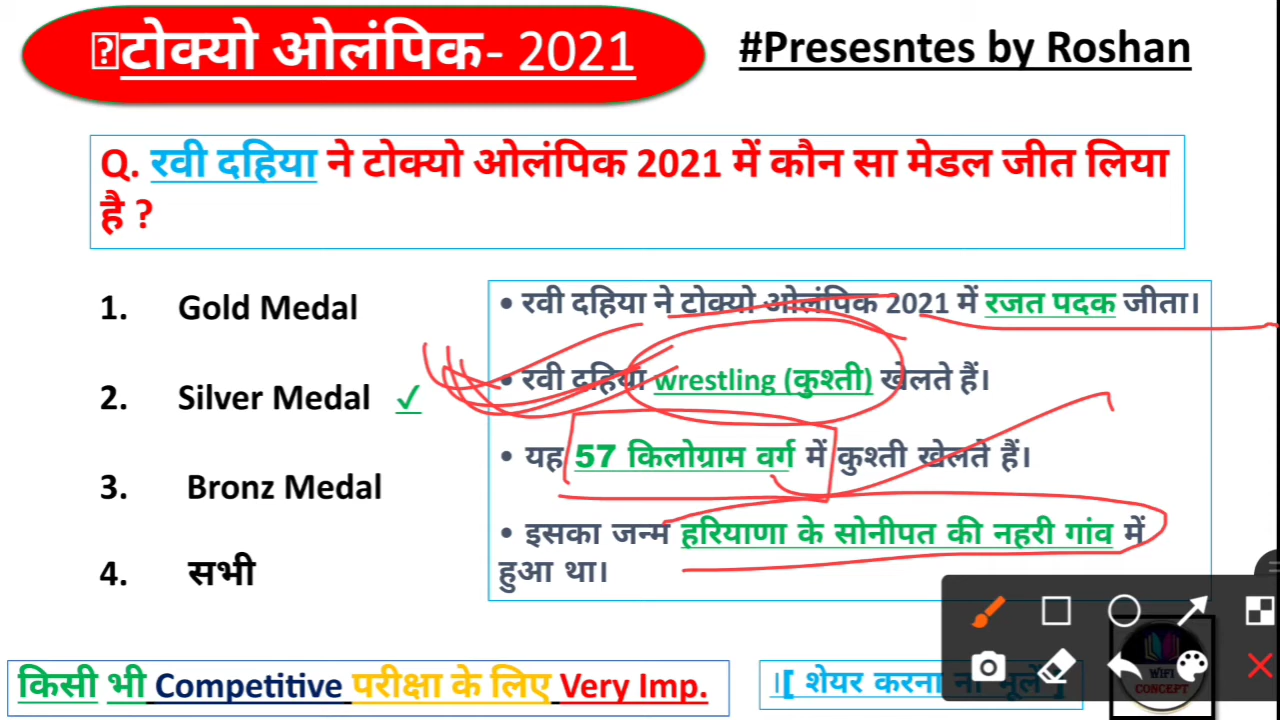 टोक्यो ओलंपिक- 2021
#Presesntes by Roshan
Q. रवी दहिया ने टोक्यो ओलंपिक 2021 में कौन सा मेडल जीत लिया
है ?
1. Gold Medal
2. Silver Medal ✓
3. Bronz Medal
4. सभी
• रवी दहिया ने टोक्यो ओलंपिक 2021 में रजत पदक जीता।
• रवी दहिया wrestling (कुश्ती) खेलते हैं।
• यह 57 किलोग्राम वर्ग में कुश्ती खेलते हैं।
• इसका जन्म हरियाणा के सोनीपत की नहरी गांव में
हुआ था।
किसी भी Competitive परीक्षा के लिए Very Imp.
।[ शेयर करना ना भूलें ]
WiFi
CONCEPT